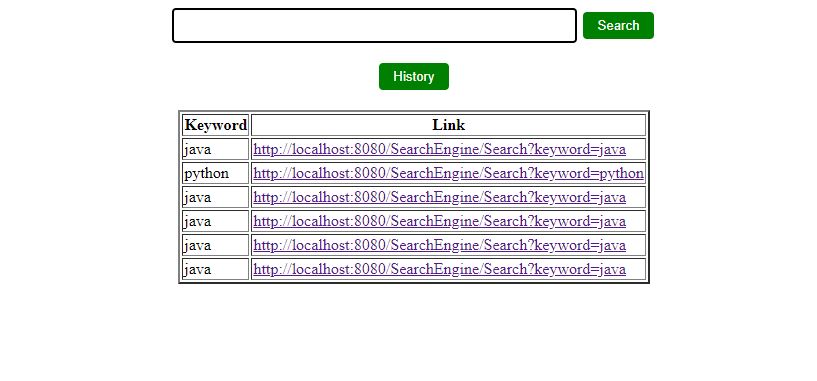 Search
History
Keyword Link
java http://localhost:8080/SearchEngine/Search?keyword=java
python http://localhost:8080/SearchEngine/Search?keyword=python
java http://localhost:8080/SearchEngine/Search?keyword=java
java http://localhost:8080/SearchEngine/Search?keyword=java
java http://localhost:8080/SearchEngine/Search?keyword=java
java http://localhost:8080/SearchEngine/Search?keyword=java